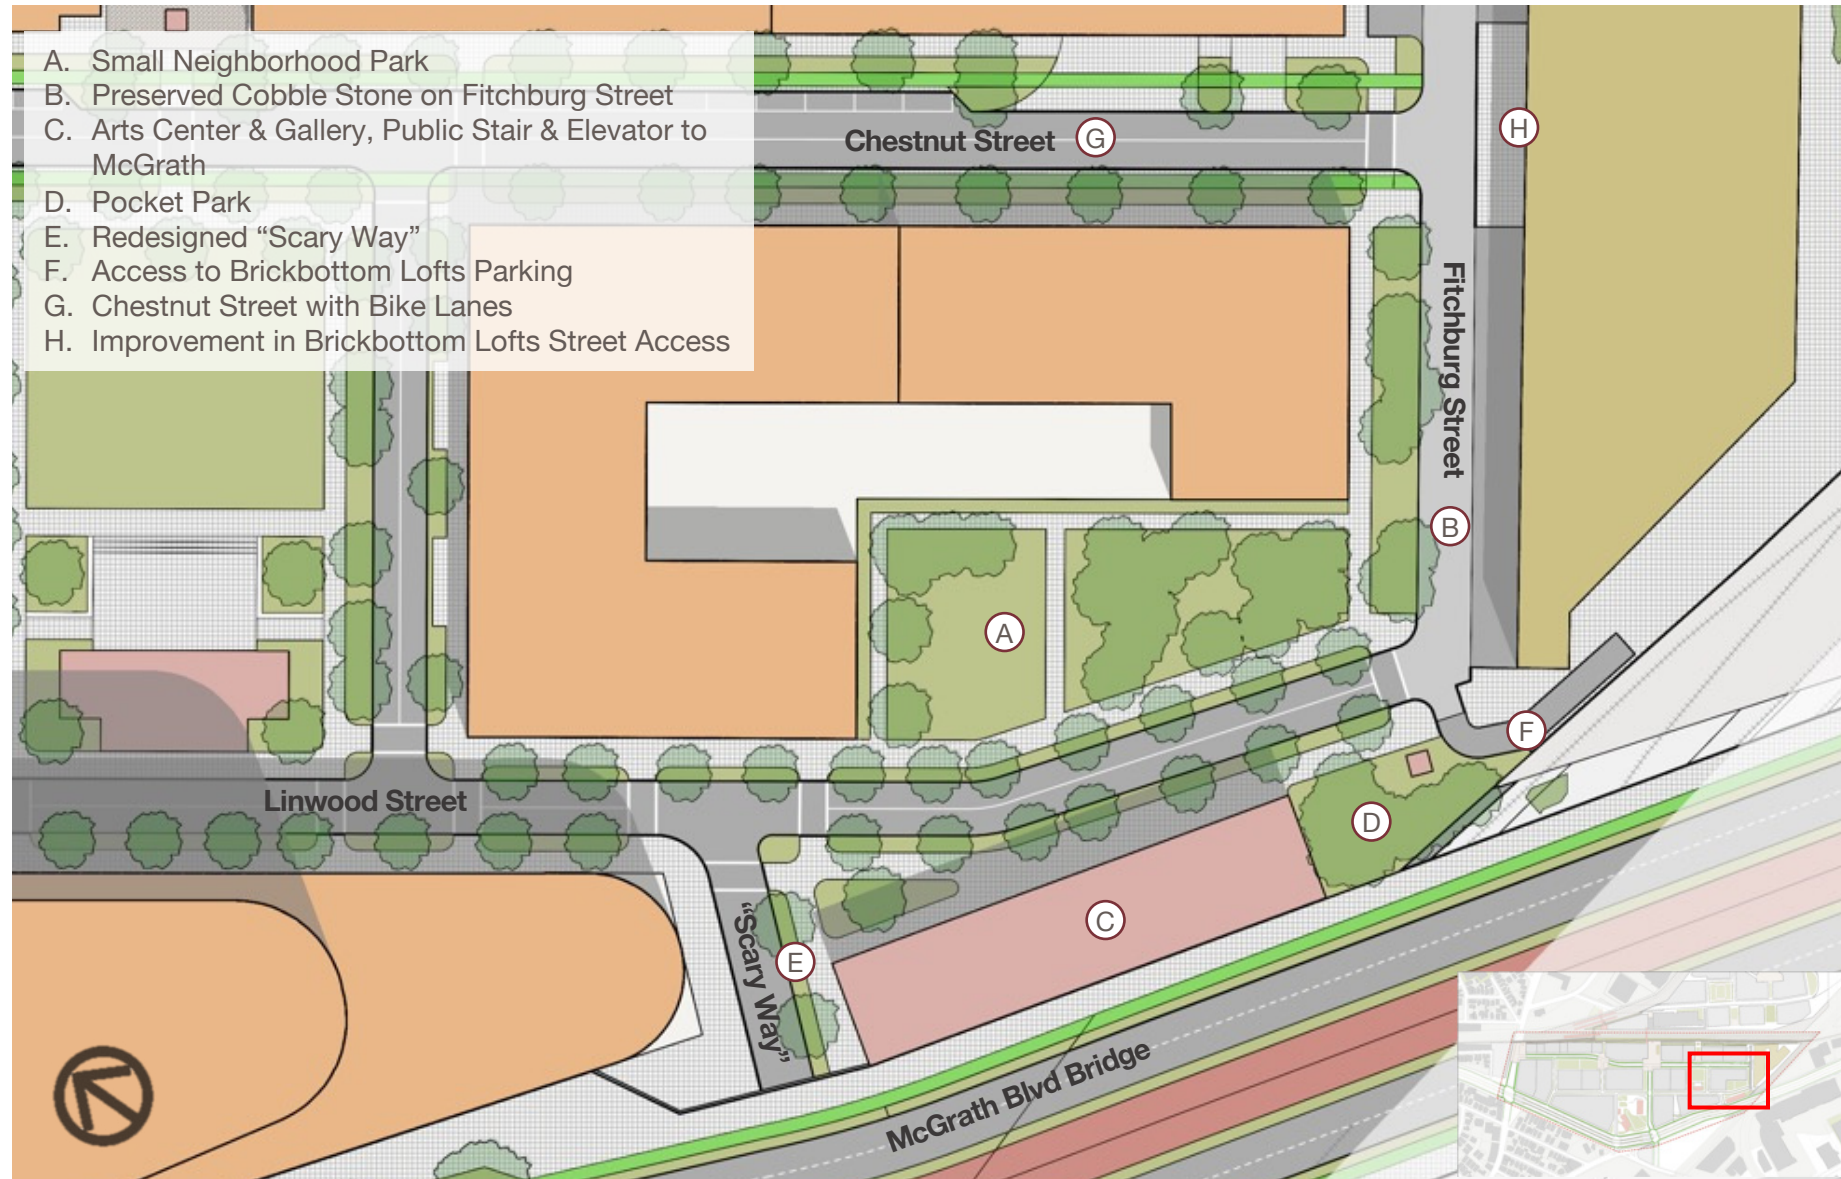 A. Small Neighborhood Park
B. Preserved Cobble Stone on Fitchburg Street
C. Arts Center & Gallery, Public Stair & Elevator to
McGrath
D. Pocket Park
E. Redesigned “Scary Way”
F. Access to Brickbottom Lofts Parking
G. Chestnut Street with Bike Lanes
H. Improvement in Brickbottom Lofts Street Access
Chestnut Street
G
H
Fitchburg Street
B
A
F
Linwood Street
D
C
“Scary Way”
E
McGrath Blvd Bridge